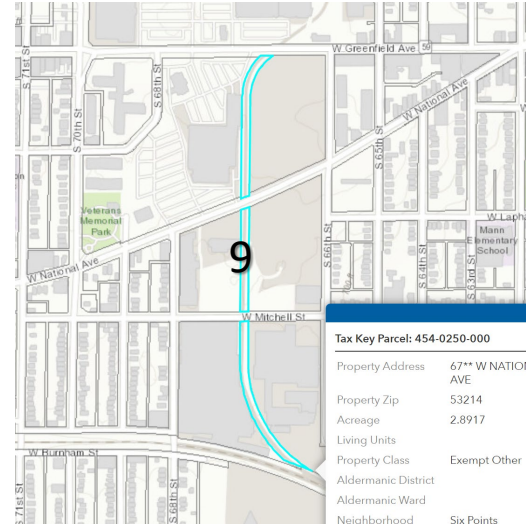 W Greenfield Ave 59
S 71st St
S 70th St
S 68th St
W National Ave
S 65th St
Veterans
Memorial
Park
W Lapha
Mann
Elementary
School
S 66th St
S 64th St
S 63rd St
W National Ave
9
W Mitchell St
Tax Key Parcel: 454-0250-000
Property Address 67** W NATION
AVE
Property Zip 53214
Acreage 2.8917
Living Units
Property Class Exempt Other
Aldermanic District
Aldermanic Ward
Neighborhood Six Points
W Burnham St
S 71st St
S 68th St